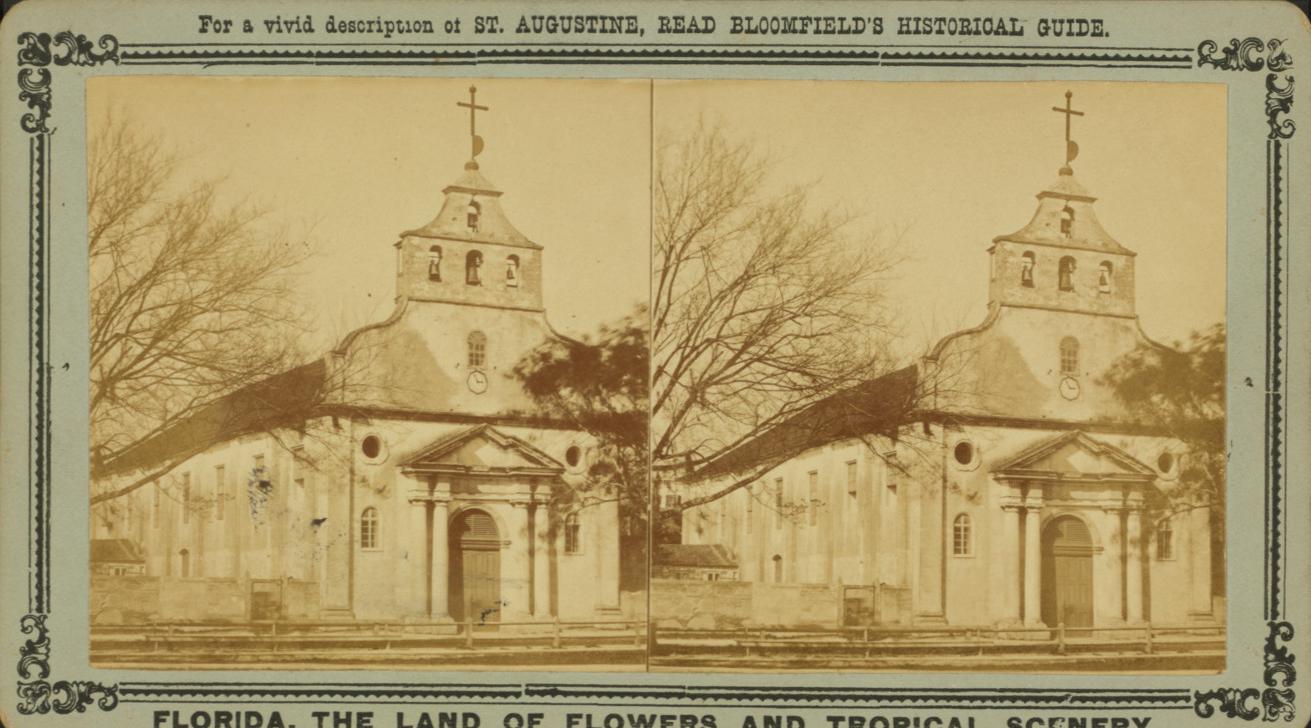 For a vivid description of ST. AUGUSTINE, READ BLOOMFIELD'S HISTORICAL GUIDE.
FLORIDA, THE LAND OF FLOWERS AND TROPICAL SCENERY